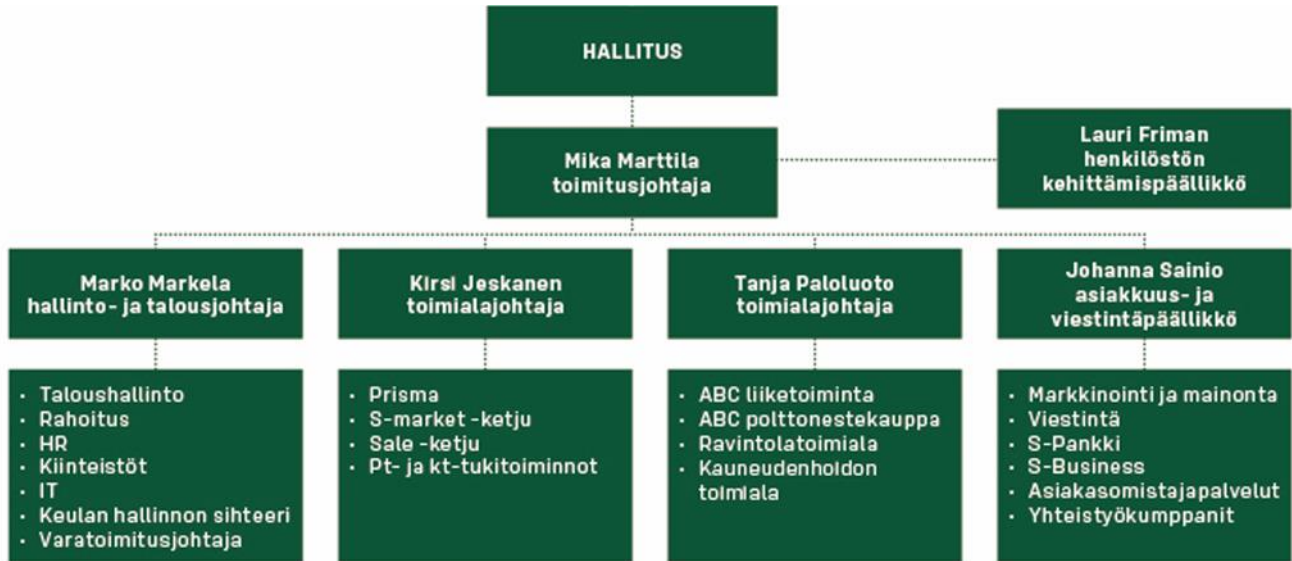 HALLITUS
Mika Marttila
toimitusjohtaja
Lauri Friman
henkilöstön
kehittämispäällikkö
Marko Markela
hallinto- ja talousjohtaja
Kirsi Jeskanen
toimialajohtaja
Tanja Paloluoto
toimialajohtaja
Johanna Sainio
asiakkuus- ja
viestintäpäällikkö
• Taloushallinto
• Rahoitus
• HR
• Kiinteistöt
• IT
• Keulan hallinnon sihteeri
• Varatoimitusjohtaja
• Prisma
• S-market -ketju
• Sale -ketju
• Pt- ja kt-tukitoiminnot
• ABC liiketoiminta
• ABC polttonestekauppa
• Ravintolatoimiala
• Kauneudenhoidon
toimiala
• Markkinointi ja mainonta
• Viestintä
• S-Pankki
• S-Business
• Asiakasomistajapalvelut
• Yhteistyökumppanit